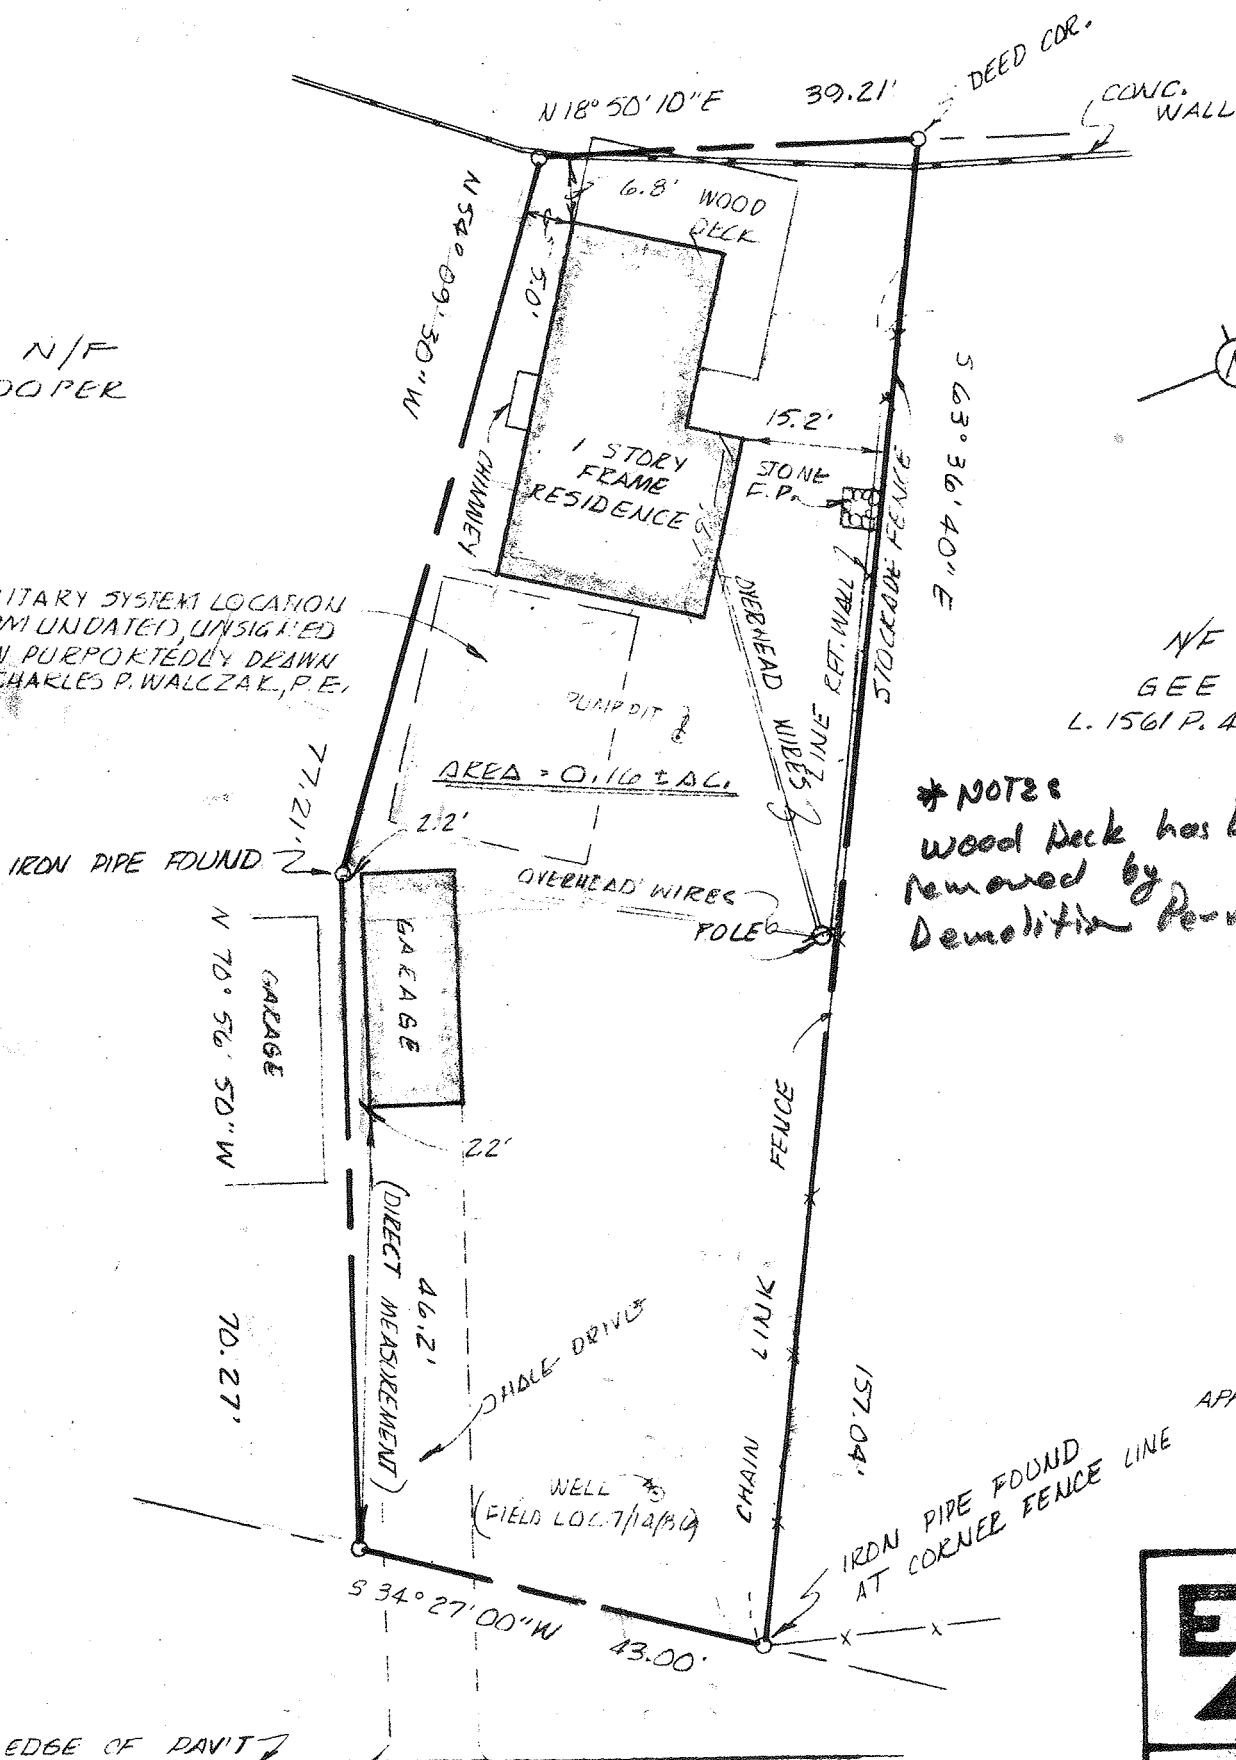 N 18° 50' 10" E
39.21'
DEED COR.
CONC.
WALL
6.8'
WOOD
DECK
N 54° 09' 30" W
5.0'
N/F
OOPER
15.2'
STONE
F.P.
CHIMNEY
1 STORY
FRAME
RESIDENCE
S 63° 36' 40" E
STOCKADE FENCE
LINE RET. WALL
OVERHEAD WIRES
ITARY SYSTEM LOCATION
OM UNDATED, UNSIGNED
N PURPORTEDLY DRAWN
CHARLES P. WALCZAK, P.E.
N/F
GEE
L. 1561 P. 4
PUMP PIT
AREA = 0.16 ± AC.
77.21'
2.2'
* NOTE:
Wood Deck has b
removed by
Demolition Per
IRON PIPE FOUND
OVERHEAD WIRES
POLE
GARAGE
GARAGE
N 70° 56' 50" W
2.2'
FENCE
LINK
CHAIN
46.2'
(DIRECT MEASUREMENT)
SHALE DRIVE
70.27'
157.04'
WELL
IRON PIPE FOUND
AT CORNER FENCE LINE
S 34° 27' 00" W
43.00'
EDGE OF PAV'T
E